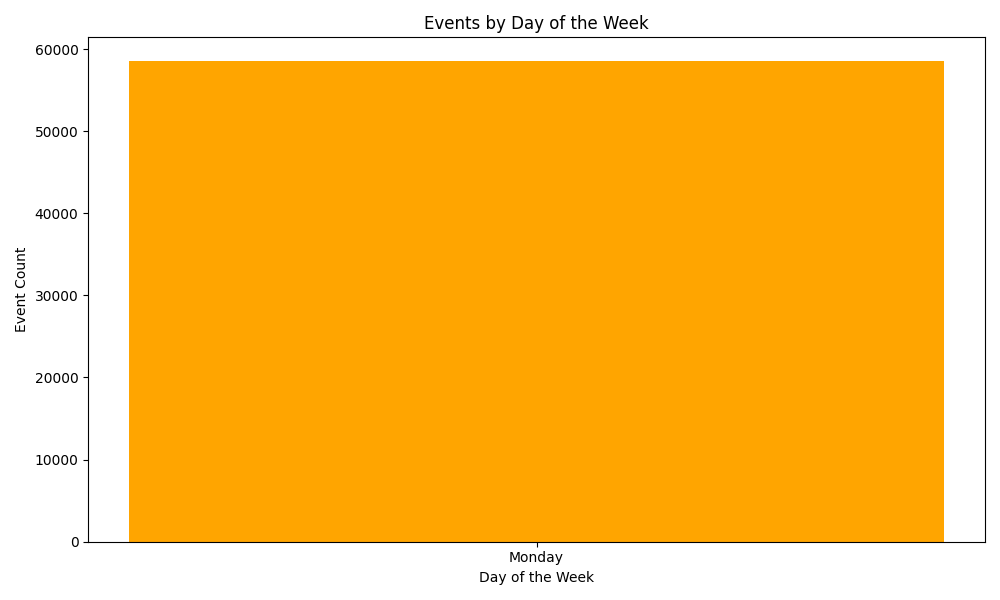 Events by Day of the Week
60000
50000
40000
30000
20000
10000
0
Event Count
Monday
Day of the Week